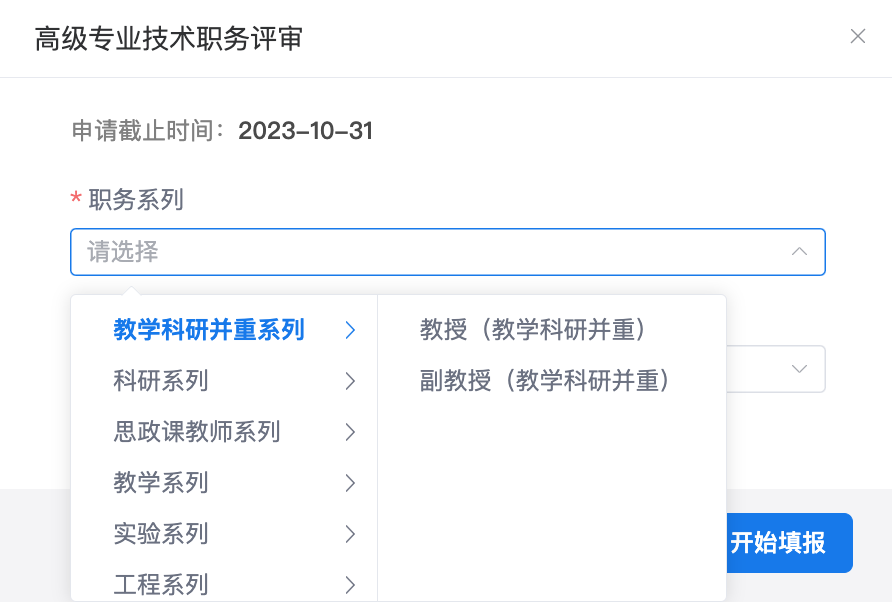 高级专业技术职务评审
申请截止时间：2023-10-31
* 职务系列
请选择
教学科研并重系列
科研系列
思政课教师系列
教学系列
实验系列
工程系列
教授（教学科研并重）
副教授（教学科研并重）
开始填报